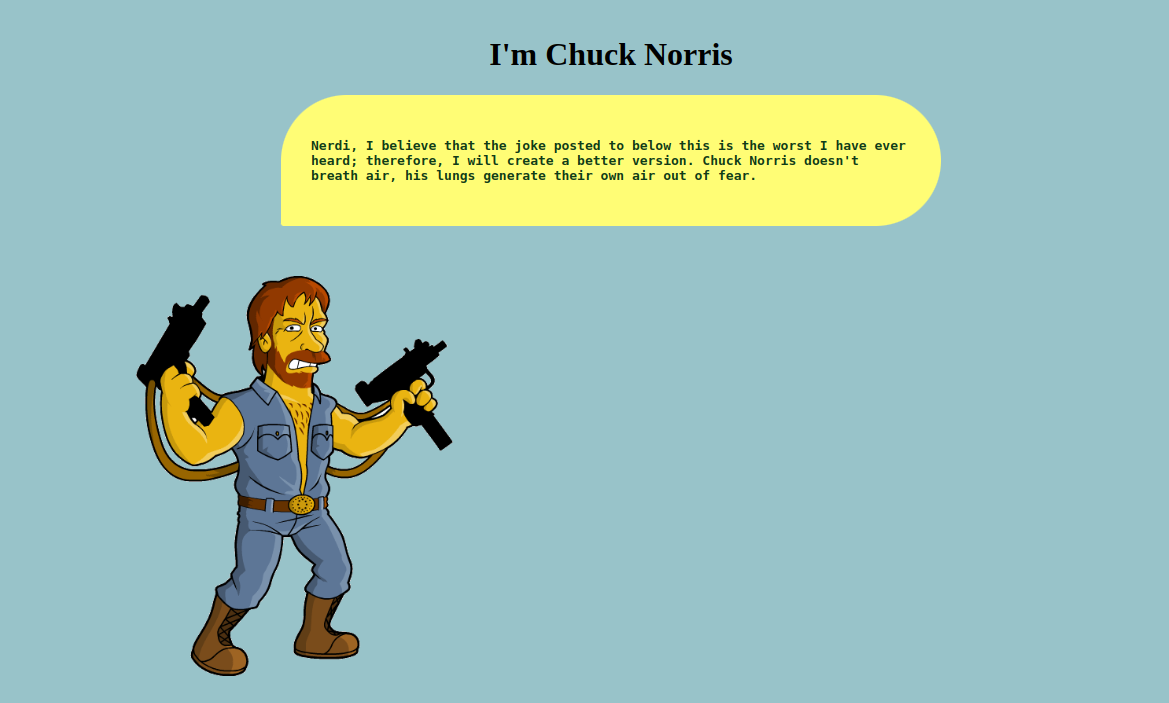 I'm Chuck Norris
Nerdi, I believe that the joke posted to below this is the worst I have ever
heard; therefore, I will create a better version. Chuck Norris doesn't
breath air, his lungs generate their own air out of fear.